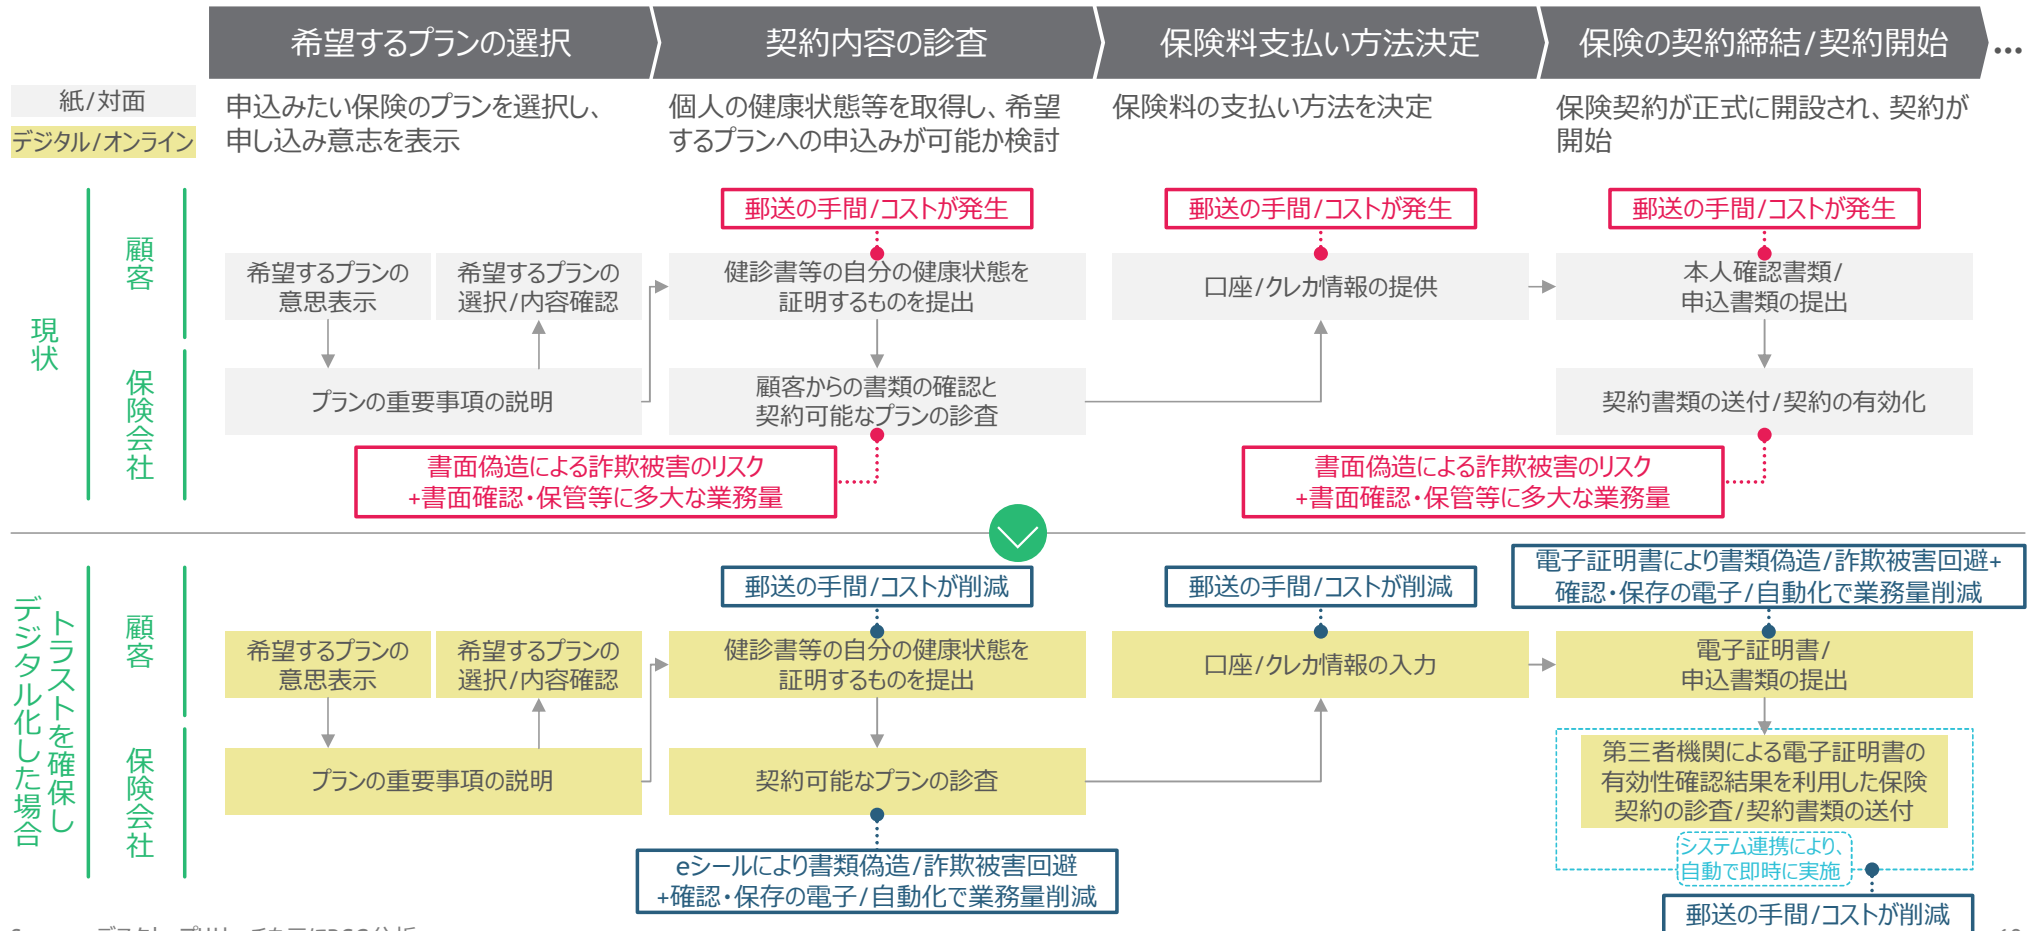 希望するプランの選択
契約内容の診査
保険料支払い方法決定
保険の契約締結/契約開始
...
紙/対面
デジタル/オンライン
申込みたい保険のプランを選択し、
申し込み意志を表示
個人の健康状態等を取得し、希望
するプランへの申込みが可能か検討
保険料の支払い方法を決定
保険契約が正式に開設され、契約が
開始
現状
顧客
保険会社
郵送の手間/コストが発生
郵送の手間/コストが発生
郵送の手間/コストが発生
希望するプランの
意思表示
希望するプランの
選択/内容確認
健診書等の自分の健康状態を
証明するものを提出
口座/クレカ情報の提供
本人確認書類/
申込書類の提出
プランの重要事項の説明
顧客からの書類の確認と
契約可能なプランの診査
契約書類の送付/契約の有効化
書面偽造による詐欺被害のリスク
+書面確認・保管等に多大な業務量
書面偽造による詐欺被害のリスク
+書面確認・保管等に多大な業務量
トラストを確保し
デジタル化した場合
顧客
保険会社
郵送の手間/コストが削減
郵送の手間/コストが削減
電子証明書により書類偽造/詐欺被害回避+
確認・保存の電子/自動化で業務量削減
希望するプランの
意思表示
希望するプランの
選択/内容確認
健診書等の自分の健康状態を
証明するものを提出
口座/クレカ情報の入力
電子証明書/
申込書類の提出
プランの重要事項の説明
契約可能なプランの診査
第三者機関による電子証明書の
有効性確認結果を利用した保険
契約の診査/契約書類の送付
システム連携により、
自動で即時に実施
eシールにより書類偽造/詐欺被害回避
+確認・保存の電子/自動化で業務量削減
郵送の手間/コストが削減